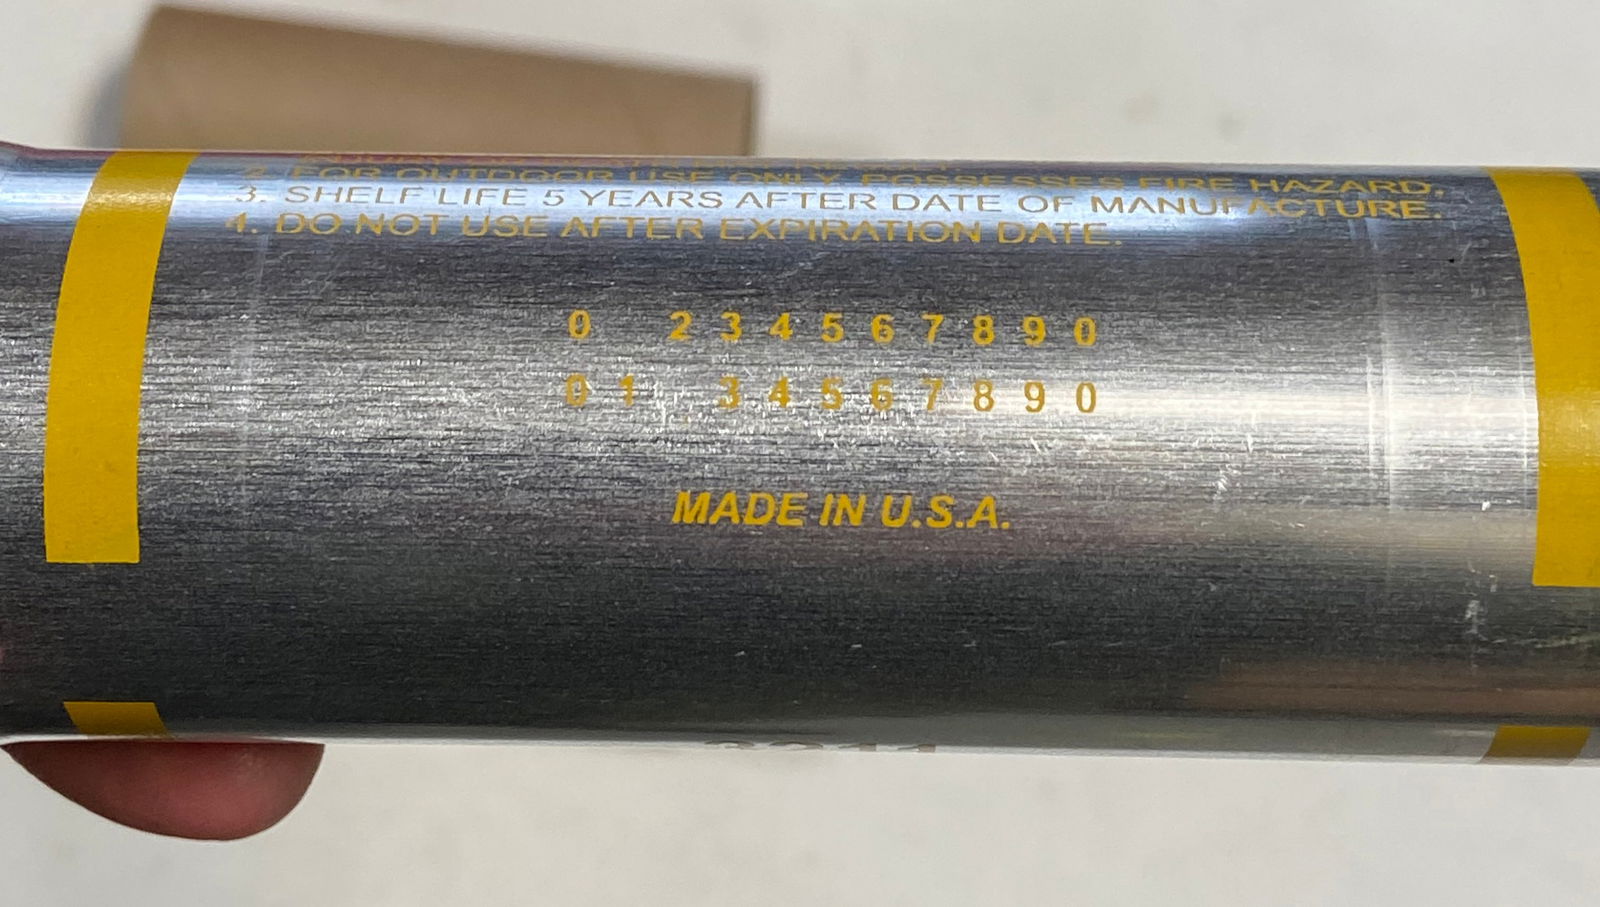 2. FOR OUTDOOR USE ONLY. POSSESSES FIRE HAZARD.
3. SHELF LIFE 5 YEARS AFTER DATE OF MANUFACTURE.
4. DO NOT USE AFTER EXPIRATION DATE.
0 2 3 4 5 6 7 8 9 0
0 1 3 4 5 6 7 8 9 0
MADE IN U.S.A.